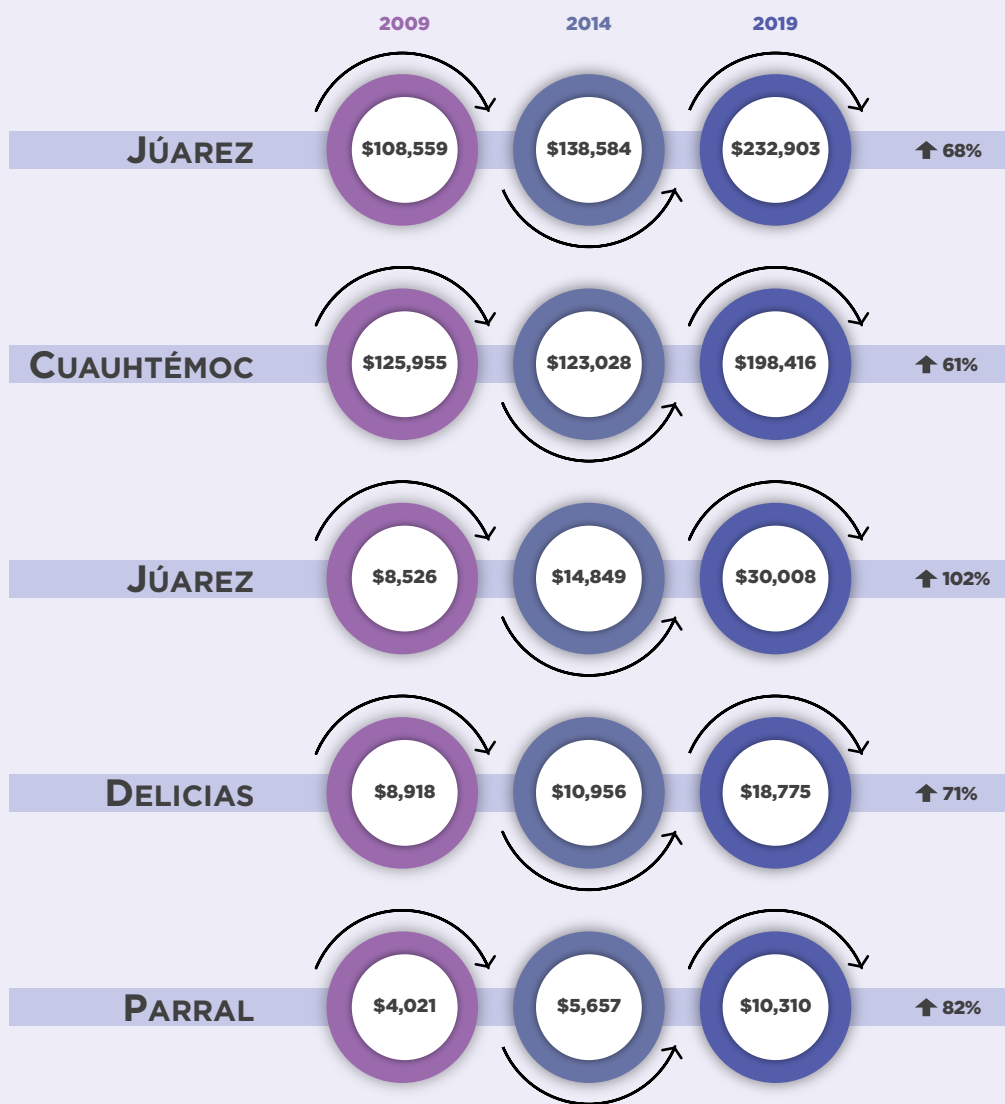 2009 2014 2019
JÚAREZ $108,559 $138,584 $232,903 68%
CUAUHTÉMOC $125,955 $123,028 $198,416 61%
JÚAREZ $8,526 $14,849 $30,008 102%
DELICIAS $8,918 $10,956 $18,775 71%
PARRAL $4,021 $5,657 $10,310 82%